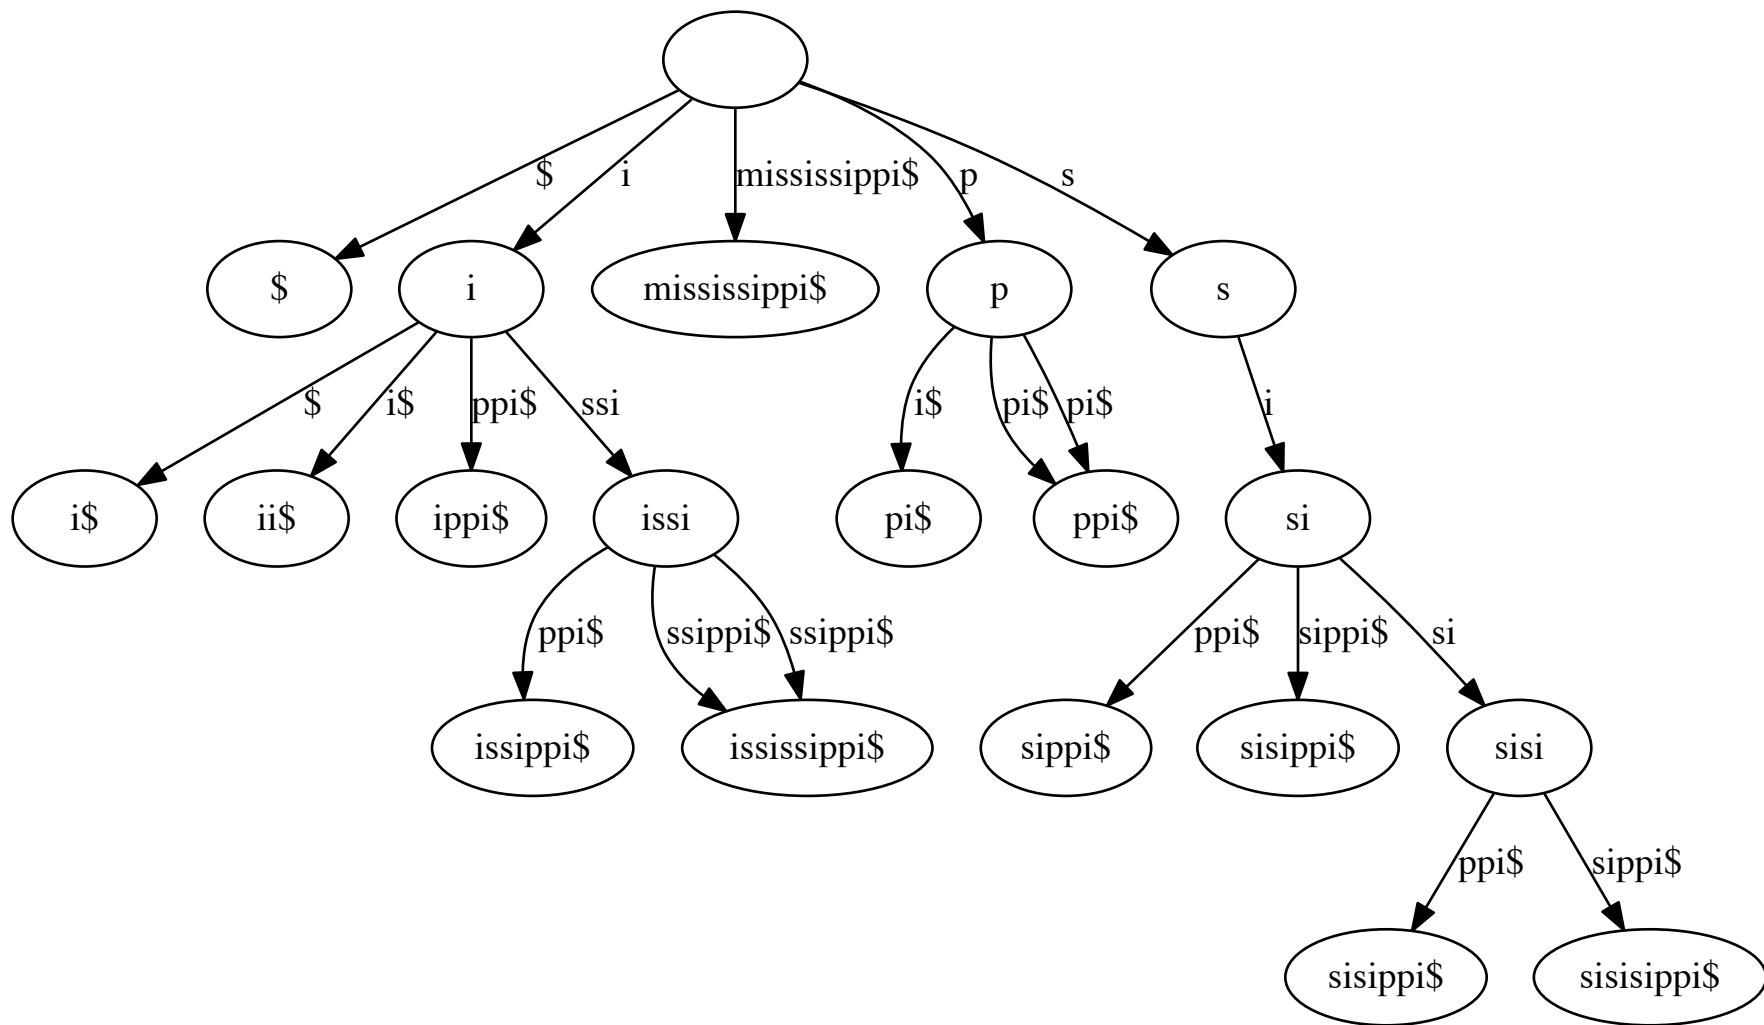 $ i mississippi$ p s
$ i mississippi$ p s
$ i$ ppi$ ssi i$ pi$ pi$ i
i$ ii$ ippi$ issi pi$ ppi$ si
ppi$ ssippi$ ssippi$ ppi$ sippi$ si
issippi$ ississippi$ sippi$ sisippi$ sisi
ppi$ sippi$
sisippi$ sisisippi$